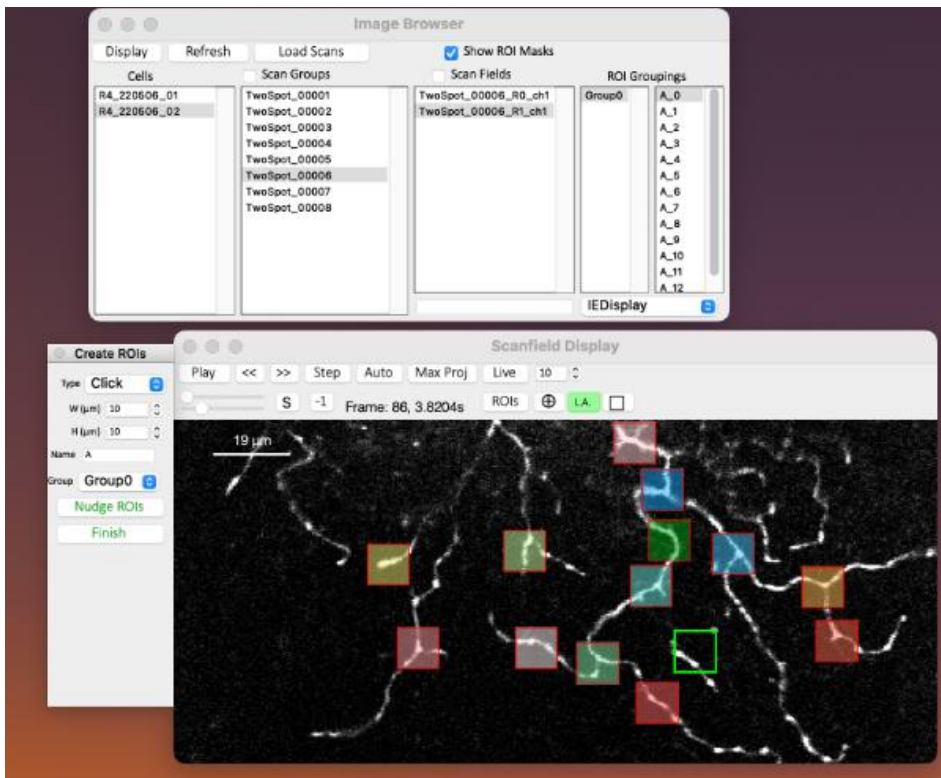 Image Browser
Display Refresh Load Scans Show ROI Masks
Cells Scan Groups Scan Fields ROI Groupings
R4_220606_01 TwoSpot_00001 TwoSpot_00006_R0_ch1 Group0 A_0
R4_220606_02 TwoSpot_00002 TwoSpot_00006_R1_ch1 A_1
TwoSpot_00003 A_2
TwoSpot_00004 A_3
TwoSpot_00005 A_4
TwoSpot_00006 A_5
TwoSpot_00007 A_6
TwoSpot_00008 A_7
A_8
A_9
A_10
A_11
A_12
IEDisplay
Create ROIs
Type Click
W (µm) 10
H (µm) 10
Name A
Group Group0
Nudge ROIs
Finish
Scanfield Display
Play << >> Step Auto Max Proj Live 10
S -1 Frame: 86, 3.8204s ROIs L.A.
19 µm